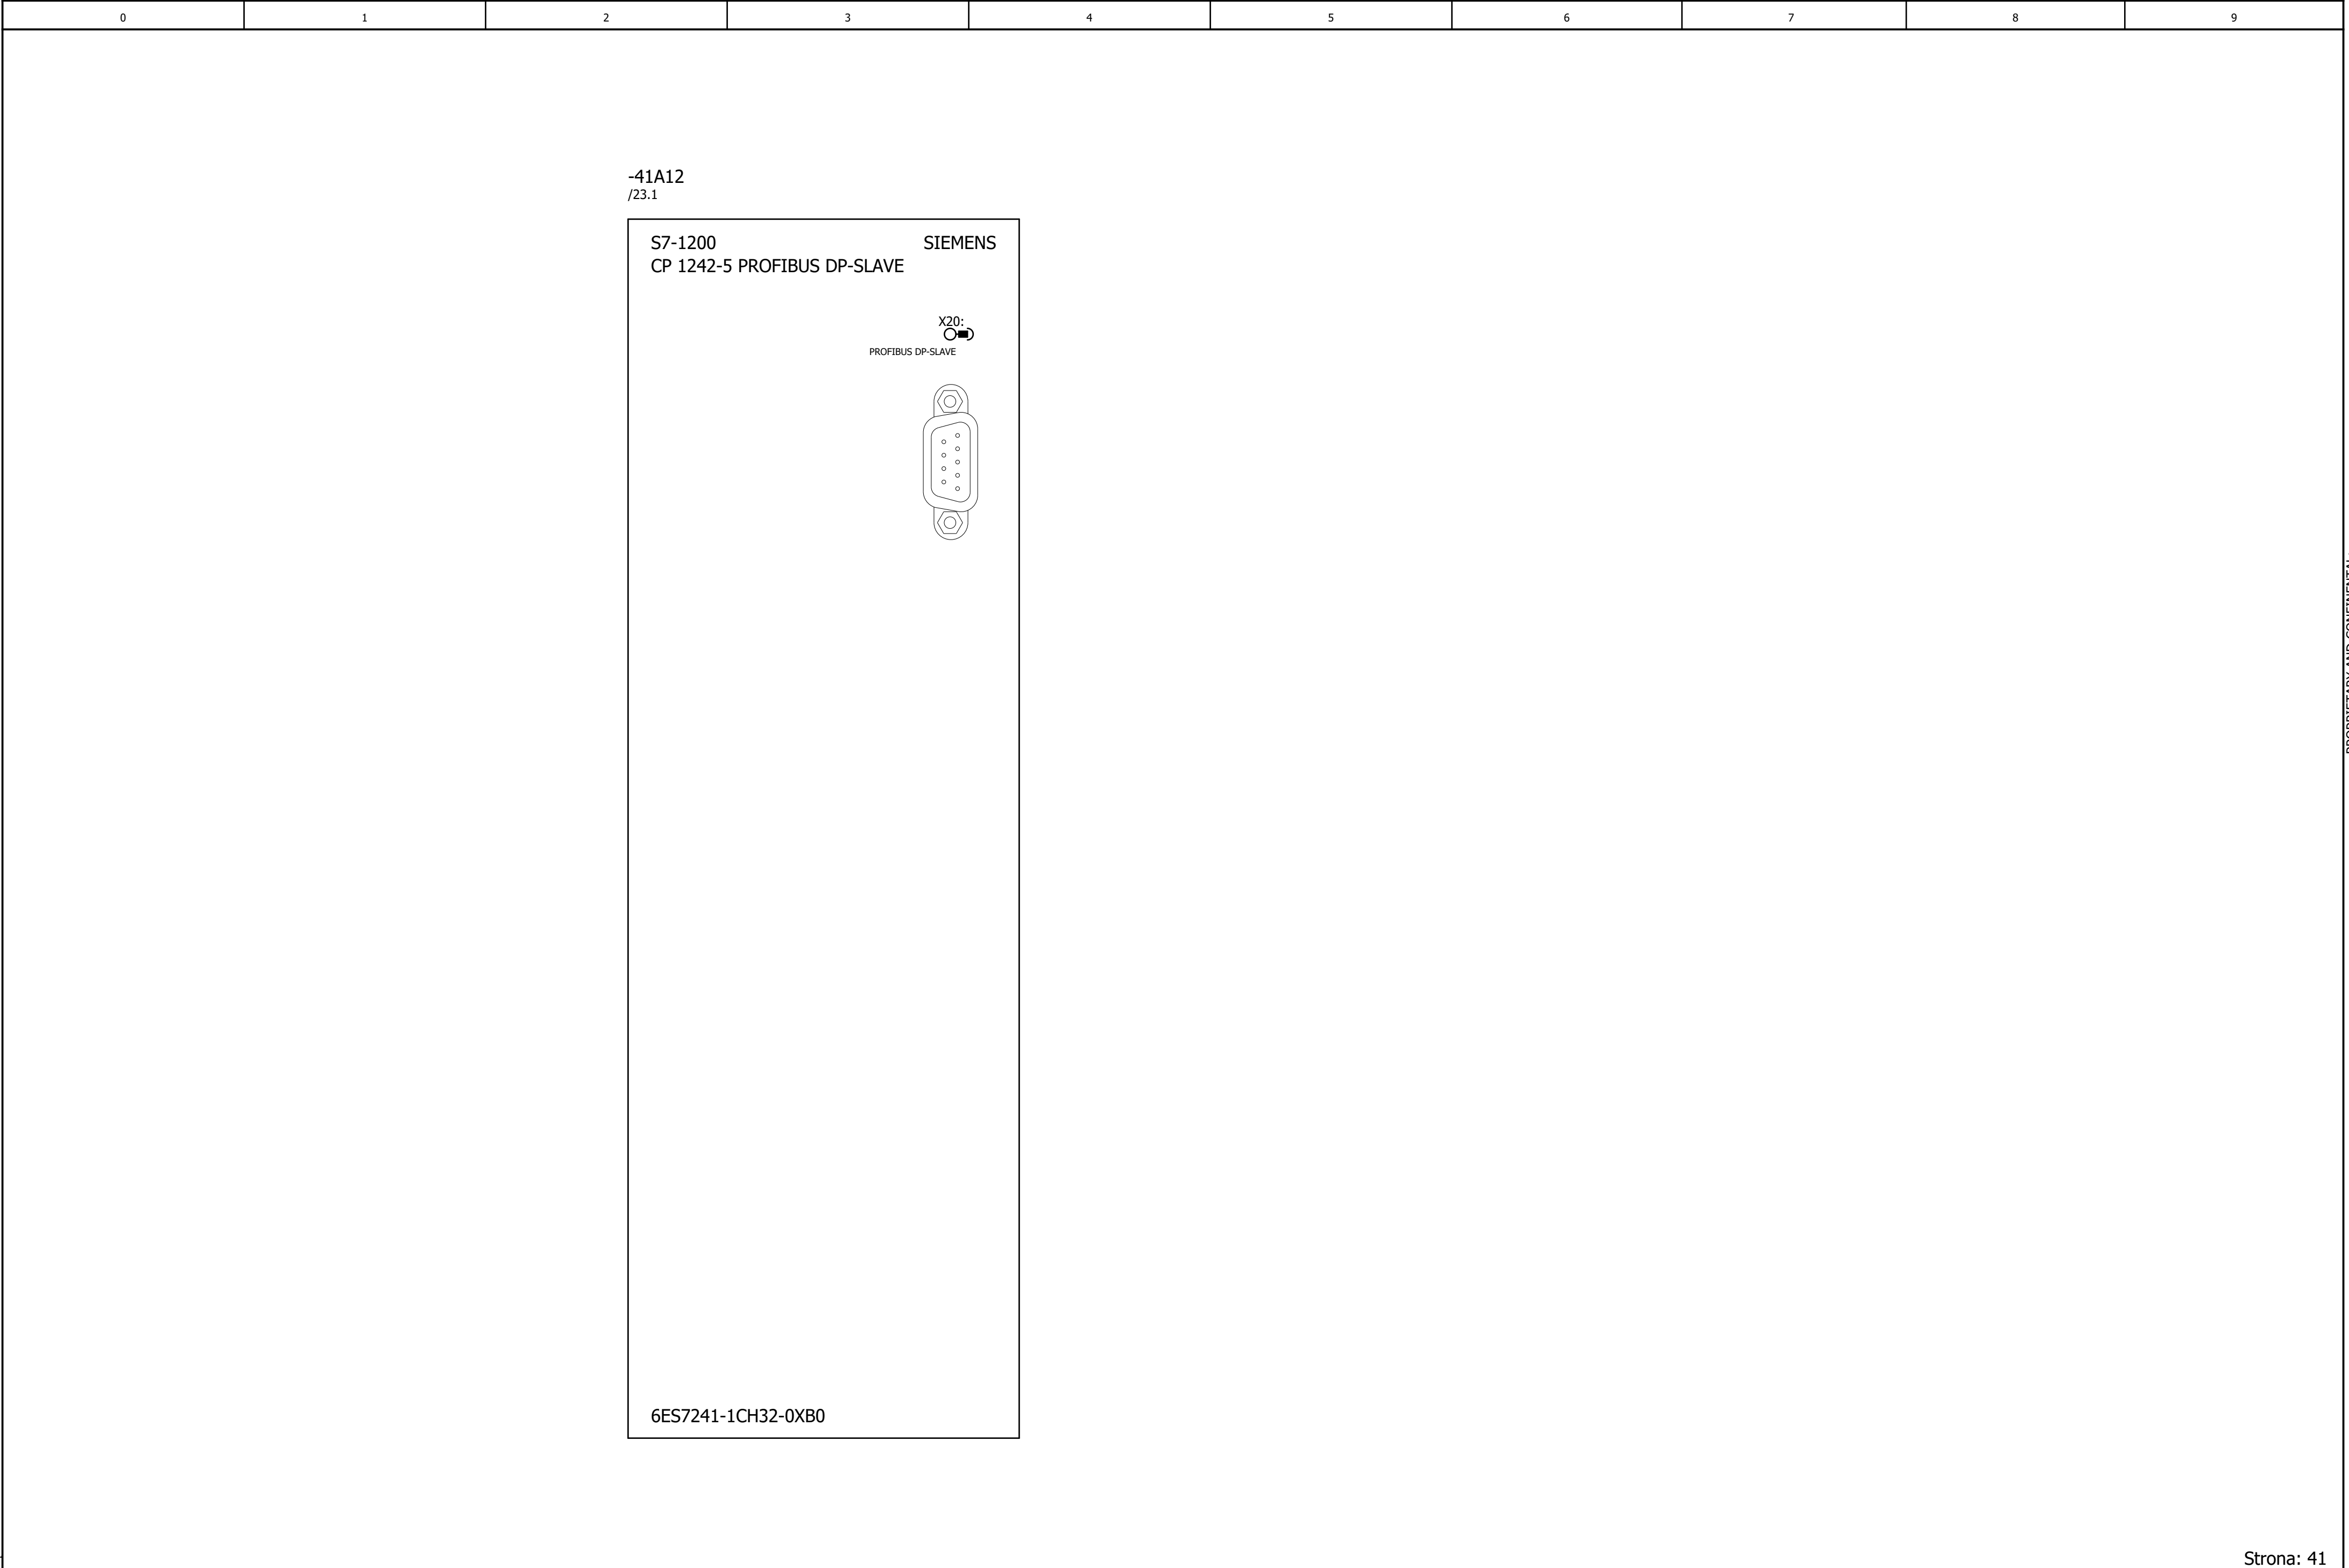 0 1 2 3 4 5 6 7 8 9
-41A12
/23.1
S7-1200 SIEMENS
CP 1242-5 PROFIBUS DP-SLAVE
X20:
PROFIBUS DP-SLAVE
6ES7241-1CH32-0XB0
Strona: 41